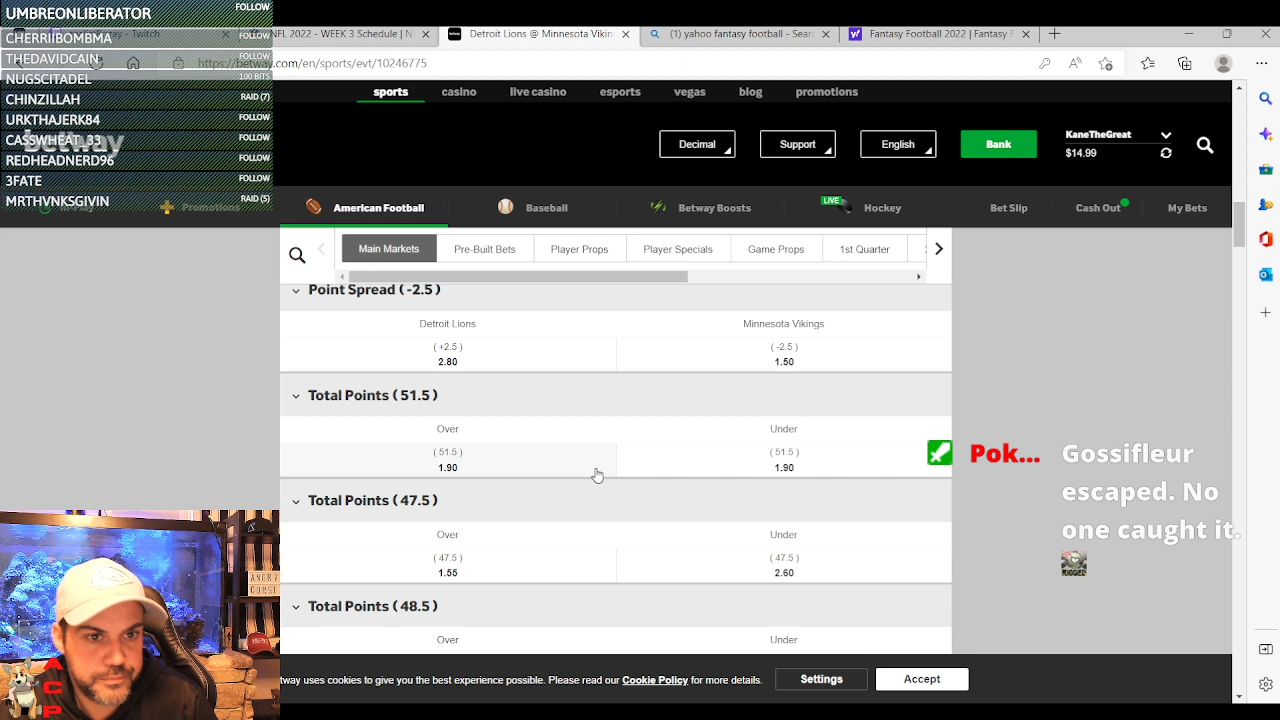 UMBREONLIBERATOR FOLLOW
CHERRIIBOMBMA FOLLOW
THEDAVIDCAIN FOLLOW
NUGSCITADEL 100 BITS
CHINZILLAH RAID (7)
URKTHAJERK84 FOLLOW
CASSWHEAT_33 FOLLOW
REDHEADNERD96 FOLLOW
3FATE FOLLOW
MRTHVNKSGIVIN RAID (5)
- Twitch
NFL 2022 - WEEK 3 Schedule | N
Detroit Lions @ Minnesota Vikin
(1) yahoo fantasy football - Sear
Fantasy Football 2022 | Fantasy F
https://betway.com/en/sports/evt/10246775
sports casino live casino esports vegas blog promotions
betway
Decimal Support English Bank
KaneTheGreat
$14.99
Promotions American Football Baseball Betway Boosts LIVE Hockey Bet Slip Cash Out My Bets
Main Markets Pre-Built Bets Player Props Player Specials Game Props 1st Quarter
Point Spread ( -2.5 )
Detroit Lions Minnesota Vikings
( +2.5 ) ( -2.5 )
2.80 1.50
Total Points ( 51.5 )
Over Under
( 51.5 ) ( 51.5 )
1.90 1.90
Total Points ( 47.5 )
Over Under
( 47.5 ) ( 47.5 )
1.55 2.60
Total Points ( 48.5 )
Over Under
Pok... Gossifleur
escaped. No
one caught it.
RIGGED
tway uses cookies to give you the best experience possible. Please read our Cookie Policy for more details.
Settings Accept
ANGRY
A
C
P